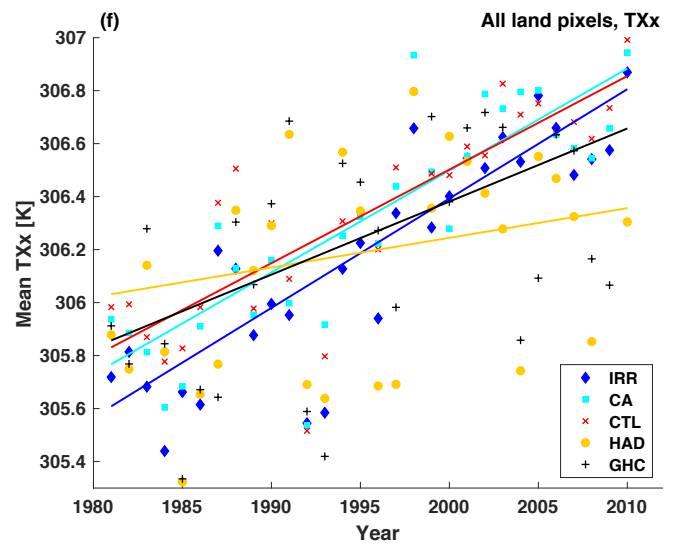 (f)
All land pixels, TXx
307
306.8
306.6
306.4
306.2
306
305.8
305.6
305.4
Mean TXx [K]
1980 1985 1990 1995 2000 2005 2010
Year
IRR
CA
CTL
HAD
GHC